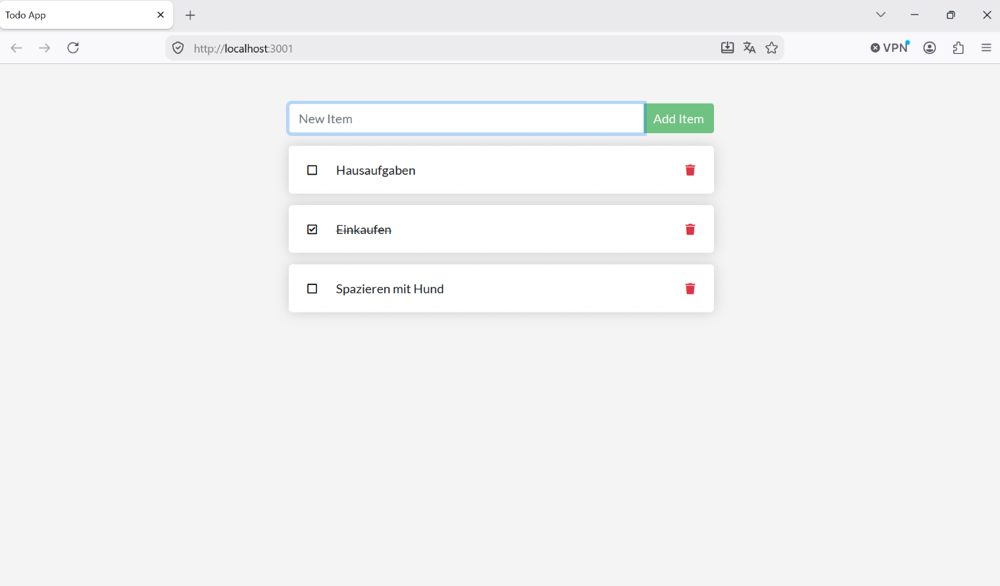 Todo App
http://localhost:3001
VPN
New Item
Add Item
Hausaufgaben
Einkaufen
Spazieren mit Hund